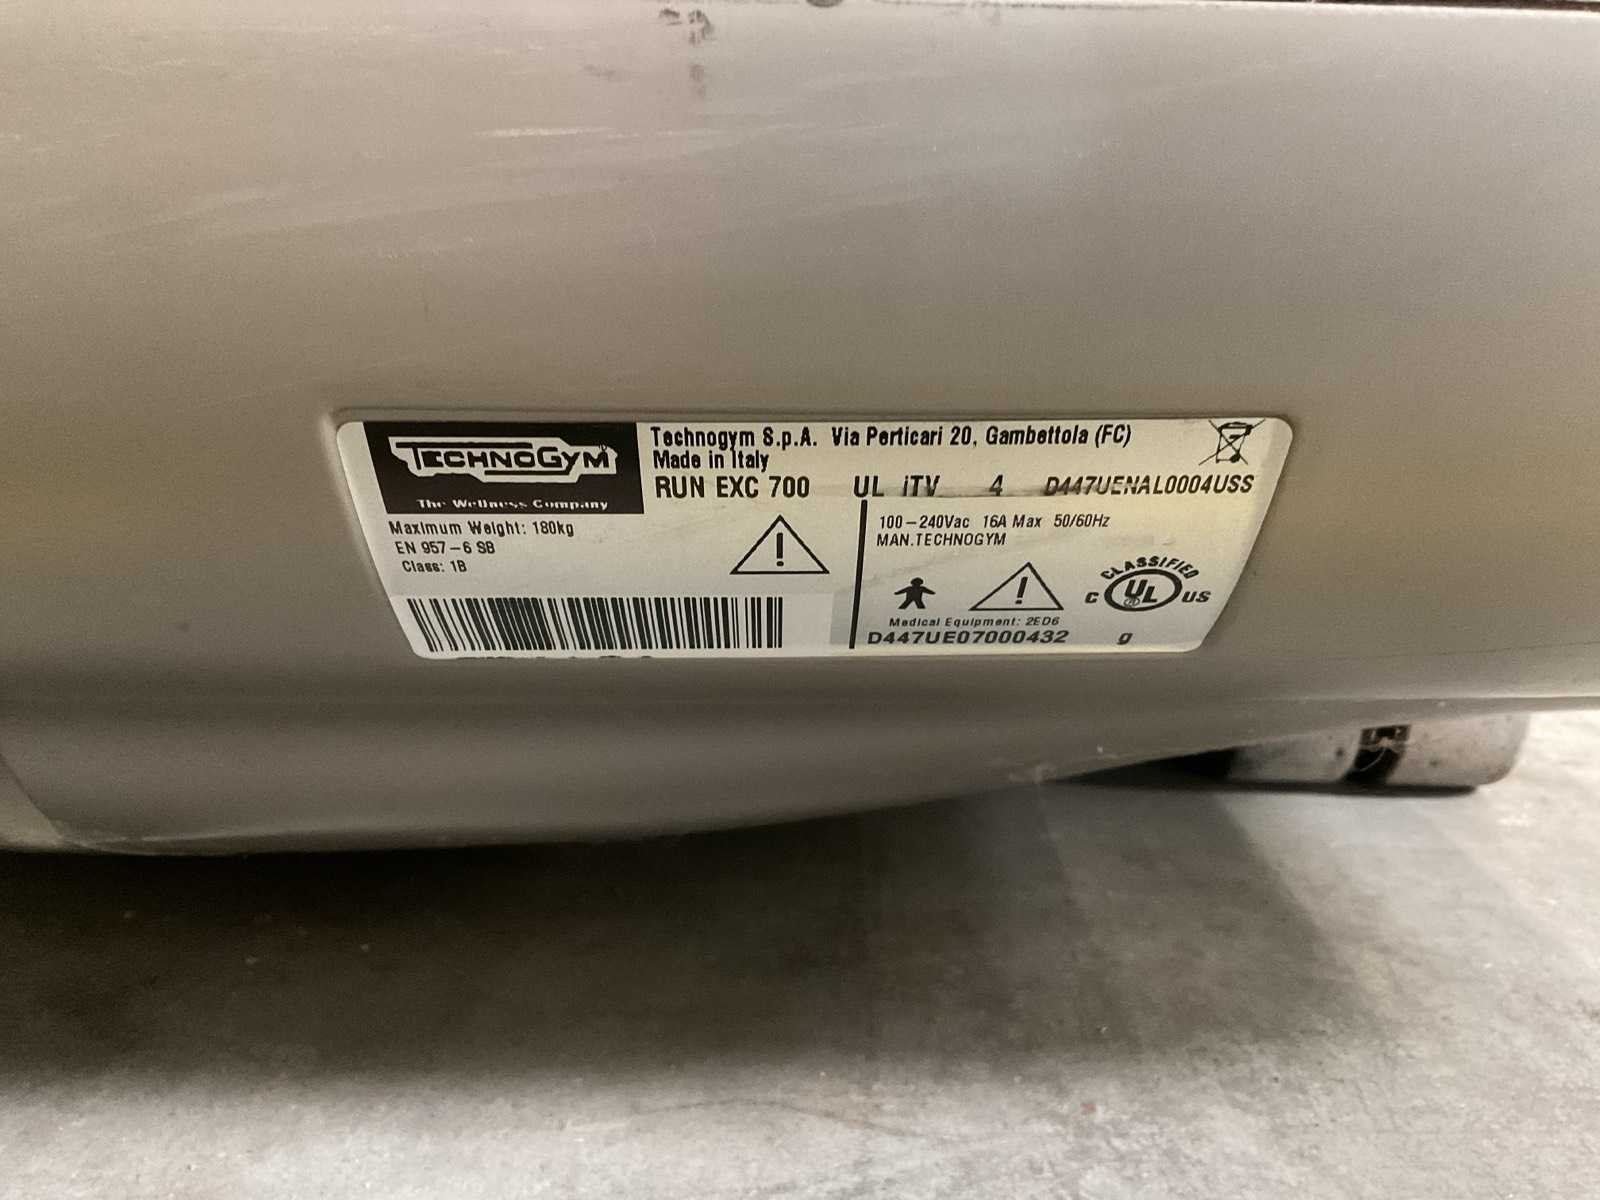 TECHNOGYM
The Wellness Company
Technogym S.p.A. Via Perticari 20, Gambettola (FC)
Made in Italy
RUN EXC 700 UL iTV 4 D447UENAL0004USS
Maximum Weight: 180kg
EN 957-6 SB
Class: 1B
100-240Vac 16A Max 50/60Hz
MAN.TECHNOGYM
CLASSIFIED
C UL US
Medical Equipment: 2ED6
D447UE07000432 g